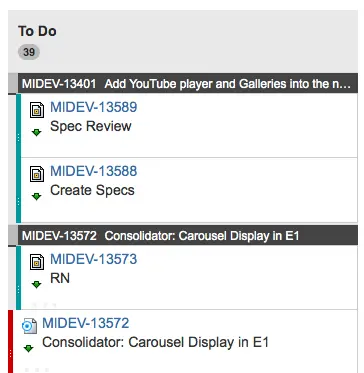 To Do
39
MIDEV-13401 Add YouTube player and Galleries into the n...
MIDEV-13589
Spec Review
MIDEV-13588
Create Specs
MIDEV-13572 Consolidator: Carousel Display in E1
MIDEV-13573
RN
MIDEV-13572
Consolidator: Carousel Display in E1